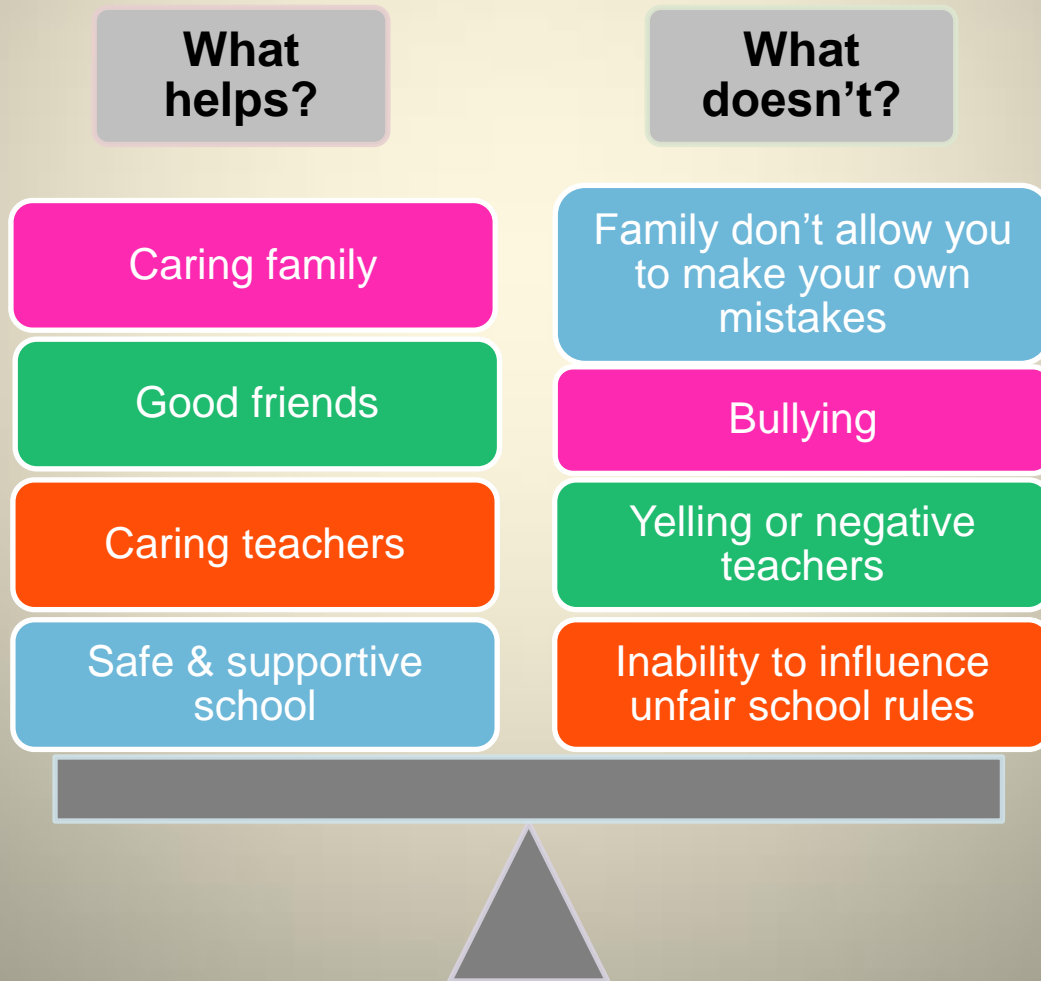 What
helps?
Caring family
Good friends
Caring teachers
Safe & supportive
school
What
doesn’t?
Family don’t allow you
to make your own
mistakes
Bullying
Yelling or negative
teachers
Inability to influence
unfair school rules